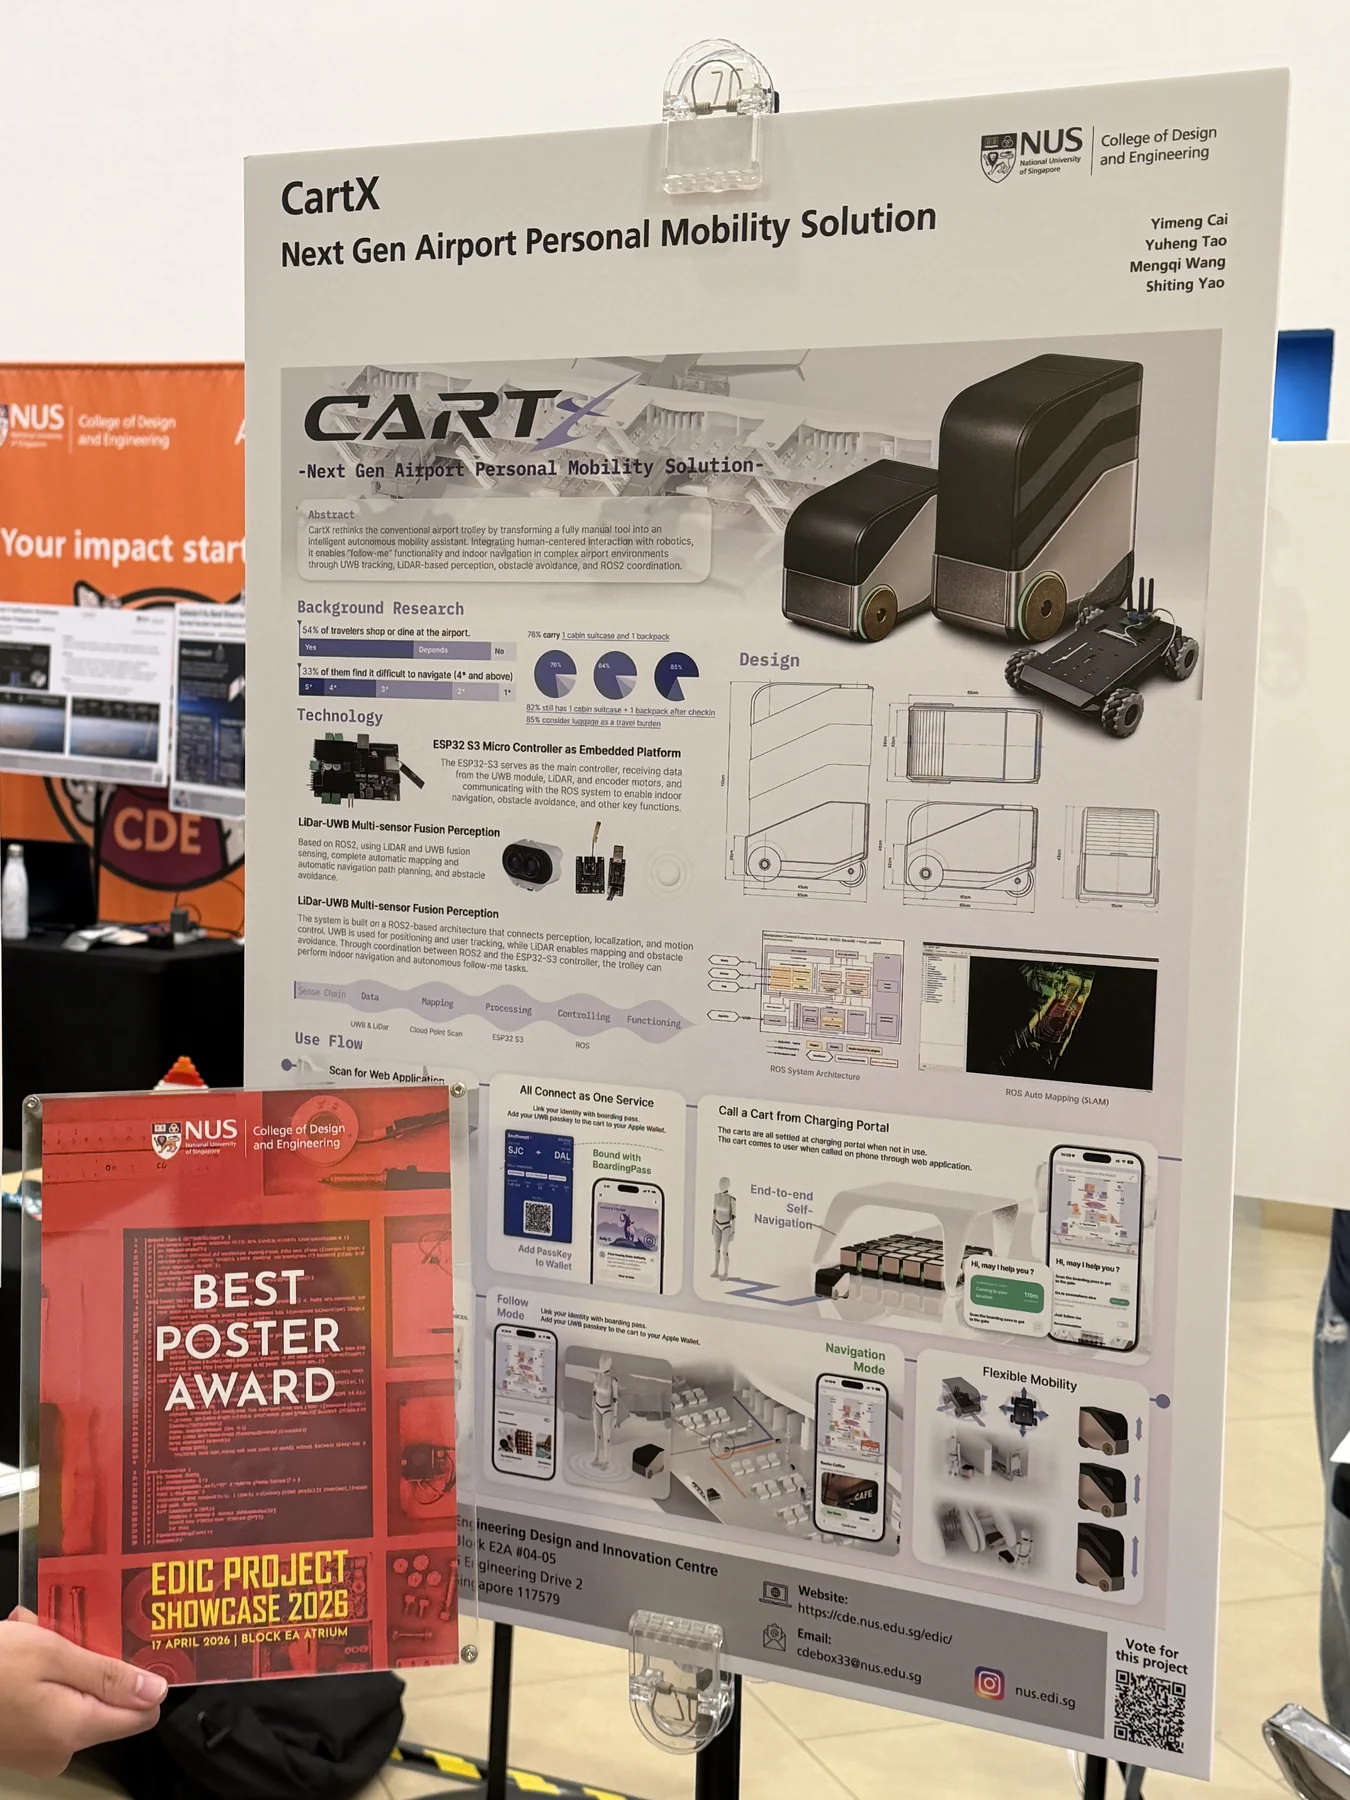 NUS
National University
of Singapore
College of Design
and Engineering
CartX
Next Gen Airport Personal Mobility Solution
Yimeng Cai
Yuheng Tao
Mengqi Wang
Shiting Yao
CARTX
-Next Gen Airport Personal Mobility Solution-
Abstract
CartX rethinks the conventional airport trolley by transforming a fully manual tool into an
intelligent autonomous mobility assistant. Integrating human-centered interaction with robotics,
it enables "follow-me" functionality and indoor navigation in complex airport environments
through UWB tracking, LiDAR-based perception, obstacle avoidance, and ROS2 coordination.
Background Research
54% of travelers shop or dine at the airport.
Yes
Depends
No
33% of them find it difficult to navigate (4* and above)
5*
4*
3*
2*
1*
76% carry 1 cabin suitcase and 1 backpack
76%
84%
85%
82% still has 1 cabin suitcase + 1 backpack after checkin
85% consider luggage as a travel burden
Technology
ESP32 S3 Micro Controller as Embedded Platform
The ESP32-S3 serves as the main controller, receiving data
from the UWB module, LiDAR, and encoder motors, and
communicating with the ROS system to enable indoor
navigation, obstacle avoidance, and other key functions.
LiDar-UWB Multi-sensor Fusion Perception
Based on ROS2, using LiDAR and UWB fusion
sensing, complete automatic mapping and
automatic navigation path planning, and obstacle
avoidance.
LiDar-UWB Multi-sensor Fusion Perception
The system is built on a ROS2-based architecture that connects perception, localization, and motion
control. UWB is used for positioning and user tracking, while LiDAR enables mapping and obstacle
avoidance. Through coordination between ROS2 and the ESP32-S3 controller, the trolley can
perform indoor navigation and autonomous follow-me tasks.
Sense Chain
Data
Mapping
Processing
Controlling
Functioning
UWB & LiDar
Cloud Point Scan
ESP32 S3
ROS
Design
ROS System Architecture
ROS Auto Mapping (SLAM)
Use Flow
Scan for Web Application
All Connect as One Service
Link your identity with boarding pass.
Add your UWB passkey to the cart to your Apple Wallet.
SJC
DAL
Bound with
BoardingPass
Add PassKey
to Wallet
Call a Cart from Charging Portal
The carts are all settled at charging portal when not in use.
The cart comes to user when called on phone through web application.
End-to-end
Self-
Navigation
Hi, may I help you ?
110m
Hi, may I help you ?
Follow
Mode
Link your identity with boarding pass.
Add your UWB passkey to the cart to your Apple Wallet.
Navigation
Mode
CAFE
Flexible Mobility
Engineering Design and Innovation Centre
Block E2A #04-05
5 Engineering Drive 2
Singapore 117579
Website:
https://cde.nus.edu.sg/edic/
Email:
cdebox33@nus.edu.sg
nus.edi.sg
Vote for
this project
NUS
National University
of Singapore
College of Design
and Engineering
BEST
POSTER
AWARD
EDIC PROJECT
SHOWCASE 2026
17 APRIL 2026 | BLOCK EA ATRIUM
NUS
College of Design
and Engineering
Your impact start
CDE